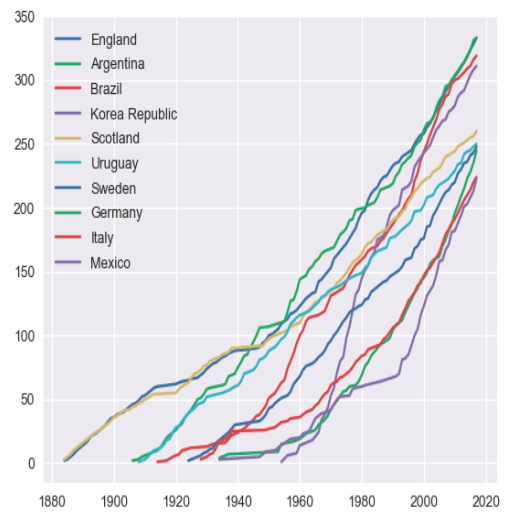 350
300
250
200
150
100
50
0
England
Argentina
Brazil
Korea Republic
Scotland
Uruguay
Sweden
Germany
Italy
Mexico
1880 1900 1920 1940 1960 1980 2000 2020